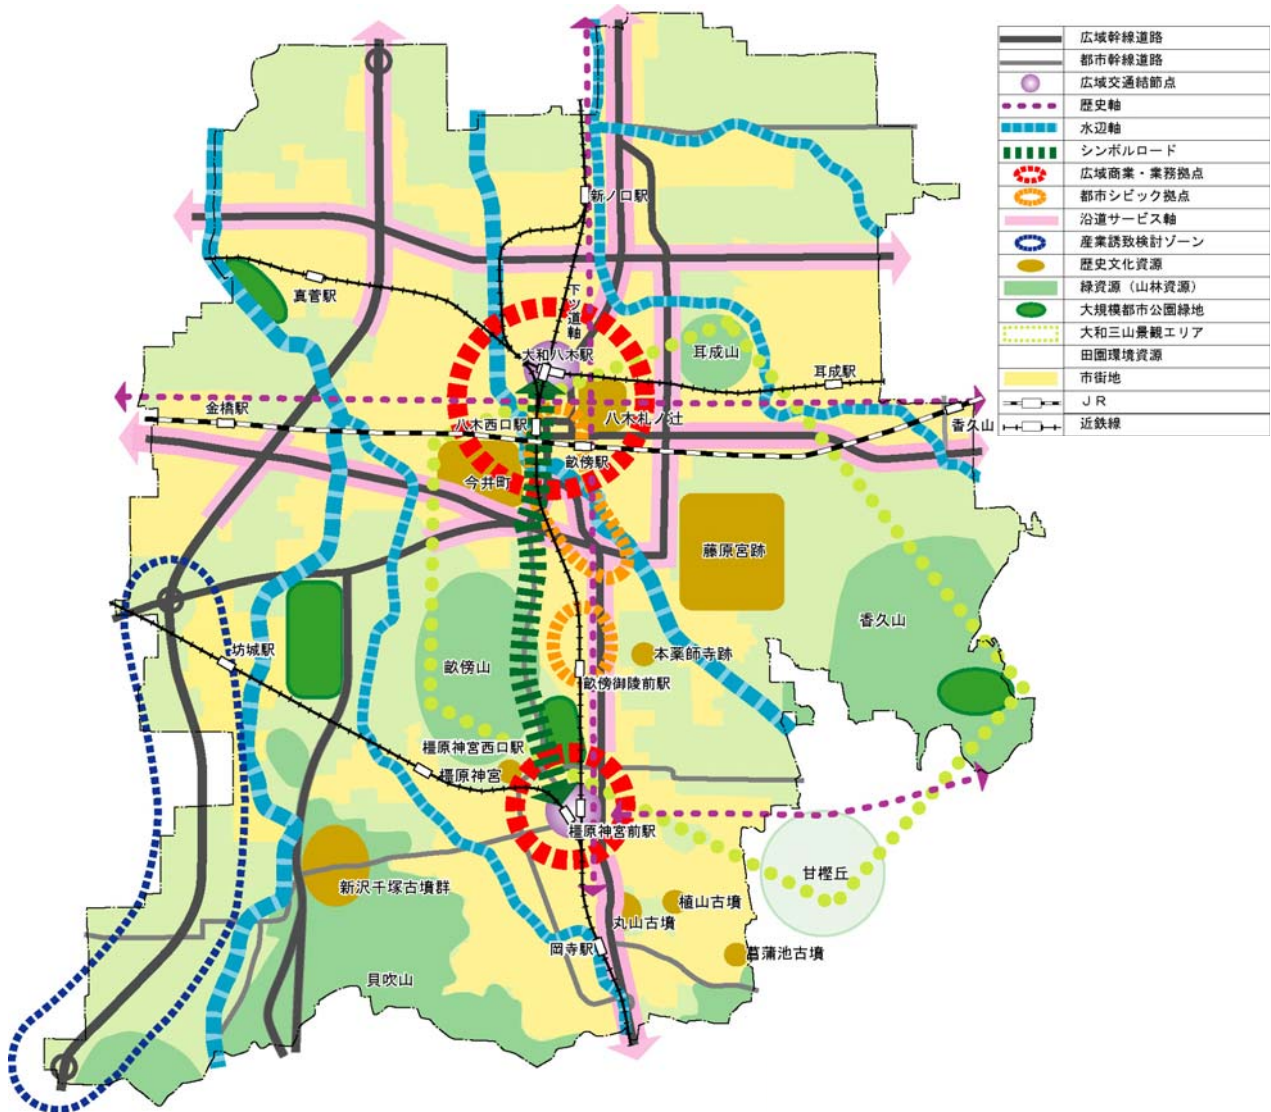 広域幹線道路
都市幹線道路
広域交通結節点
歴史軸
水辺軸
シンボルロード
広域商業・業務拠点
都市シビック拠点
沿道サービス軸
産業誘致検討ゾーン
歴史文化資源
緑資源（山林資源）
大規模都市公園緑地
大和三山景観エリア
田園環境資源
市街地
ＪＲ
近鉄線
新ノ口駅
真菅駅
下ツ道軸
大和八木駅
耳成山
耳成駅
金橋駅
八木西口駅
八木札ノ辻
香久山
畝傍駅
今井町
藤原宮跡
香久山
坊城駅
畝傍山
本薬師寺跡
畝傍御陵前駅
橿原神宮西口駅
橿原神宮
橿原神宮前駅
甘樫丘
新沢千塚古墳群
植山古墳
丸山古墳
岡寺駅
菖蒲池古墳
貝吹山